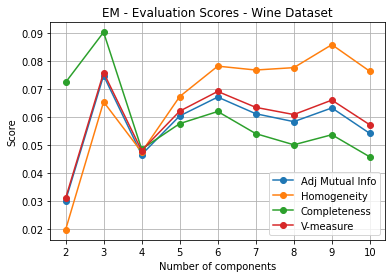 EM - Evaluation Scores - Wine Dataset
Score
0.09
0.08
0.07
0.06
0.05
0.04
0.03
0.02
Adj Mutual Info
Homogeneity
Completeness
V-measure
2 3 4 5 6 7 8 9 10
Number of components